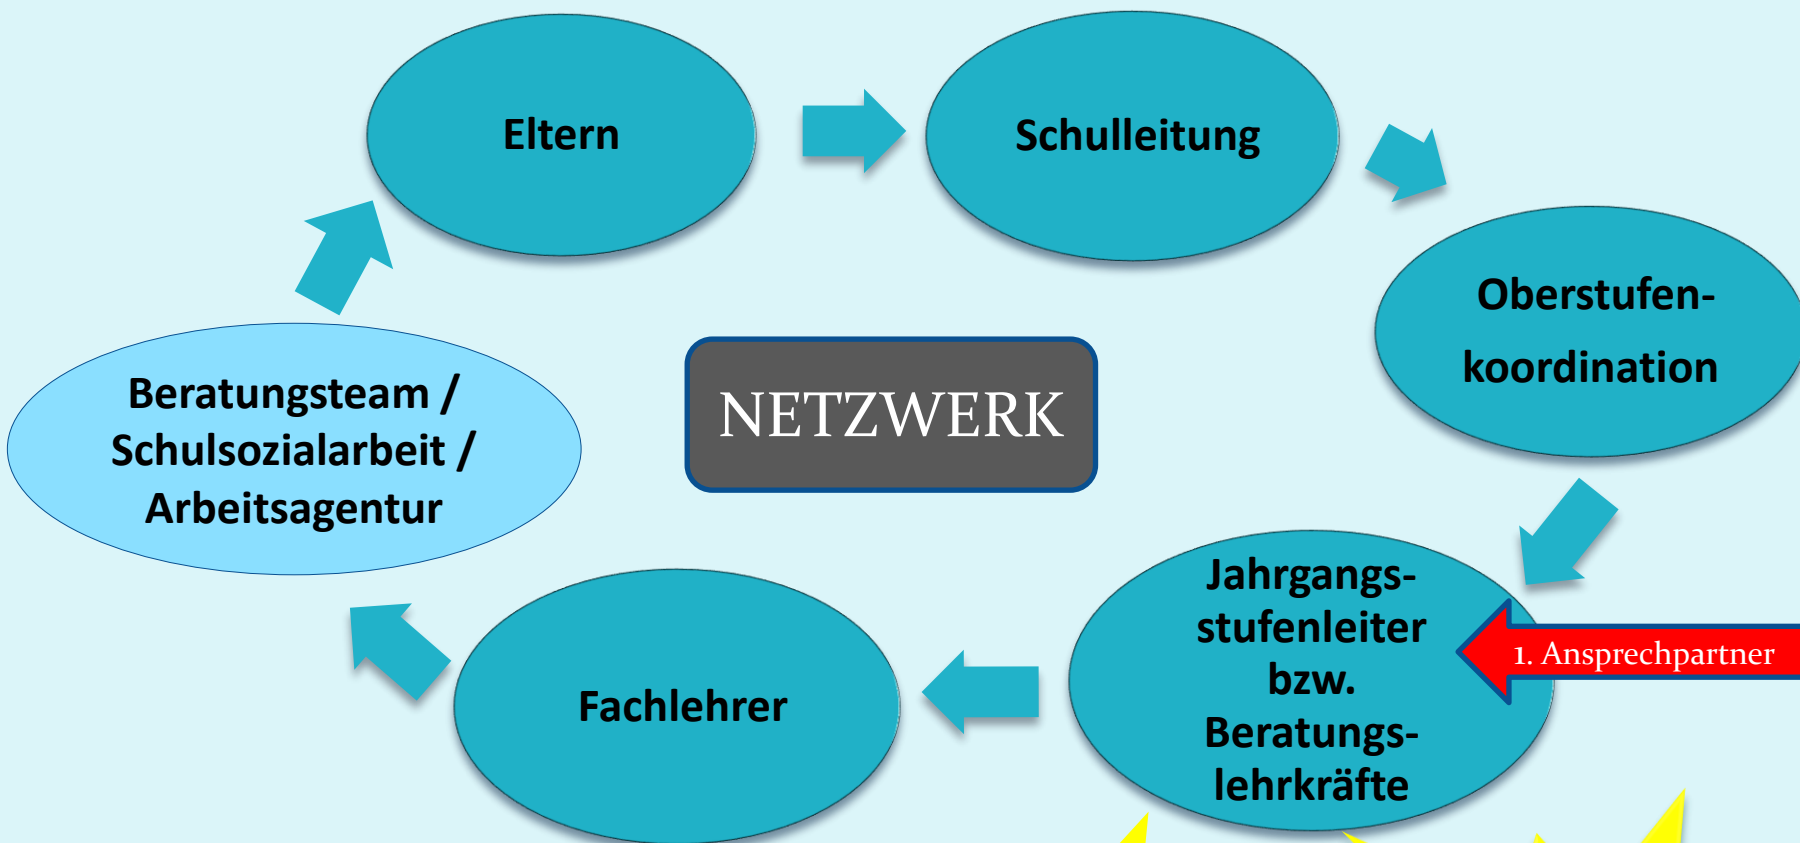 Eltern
Schulleitung
Oberstufen-
koordination
NETZWERK
Beratungsteam /
Schulsozialarbeit /
Arbeitsagentur
Jahrgangs-
stufenleiter
bzw.
Beratungs-
lehrkräfte
1. Ansprechpartner
Fachlehrer